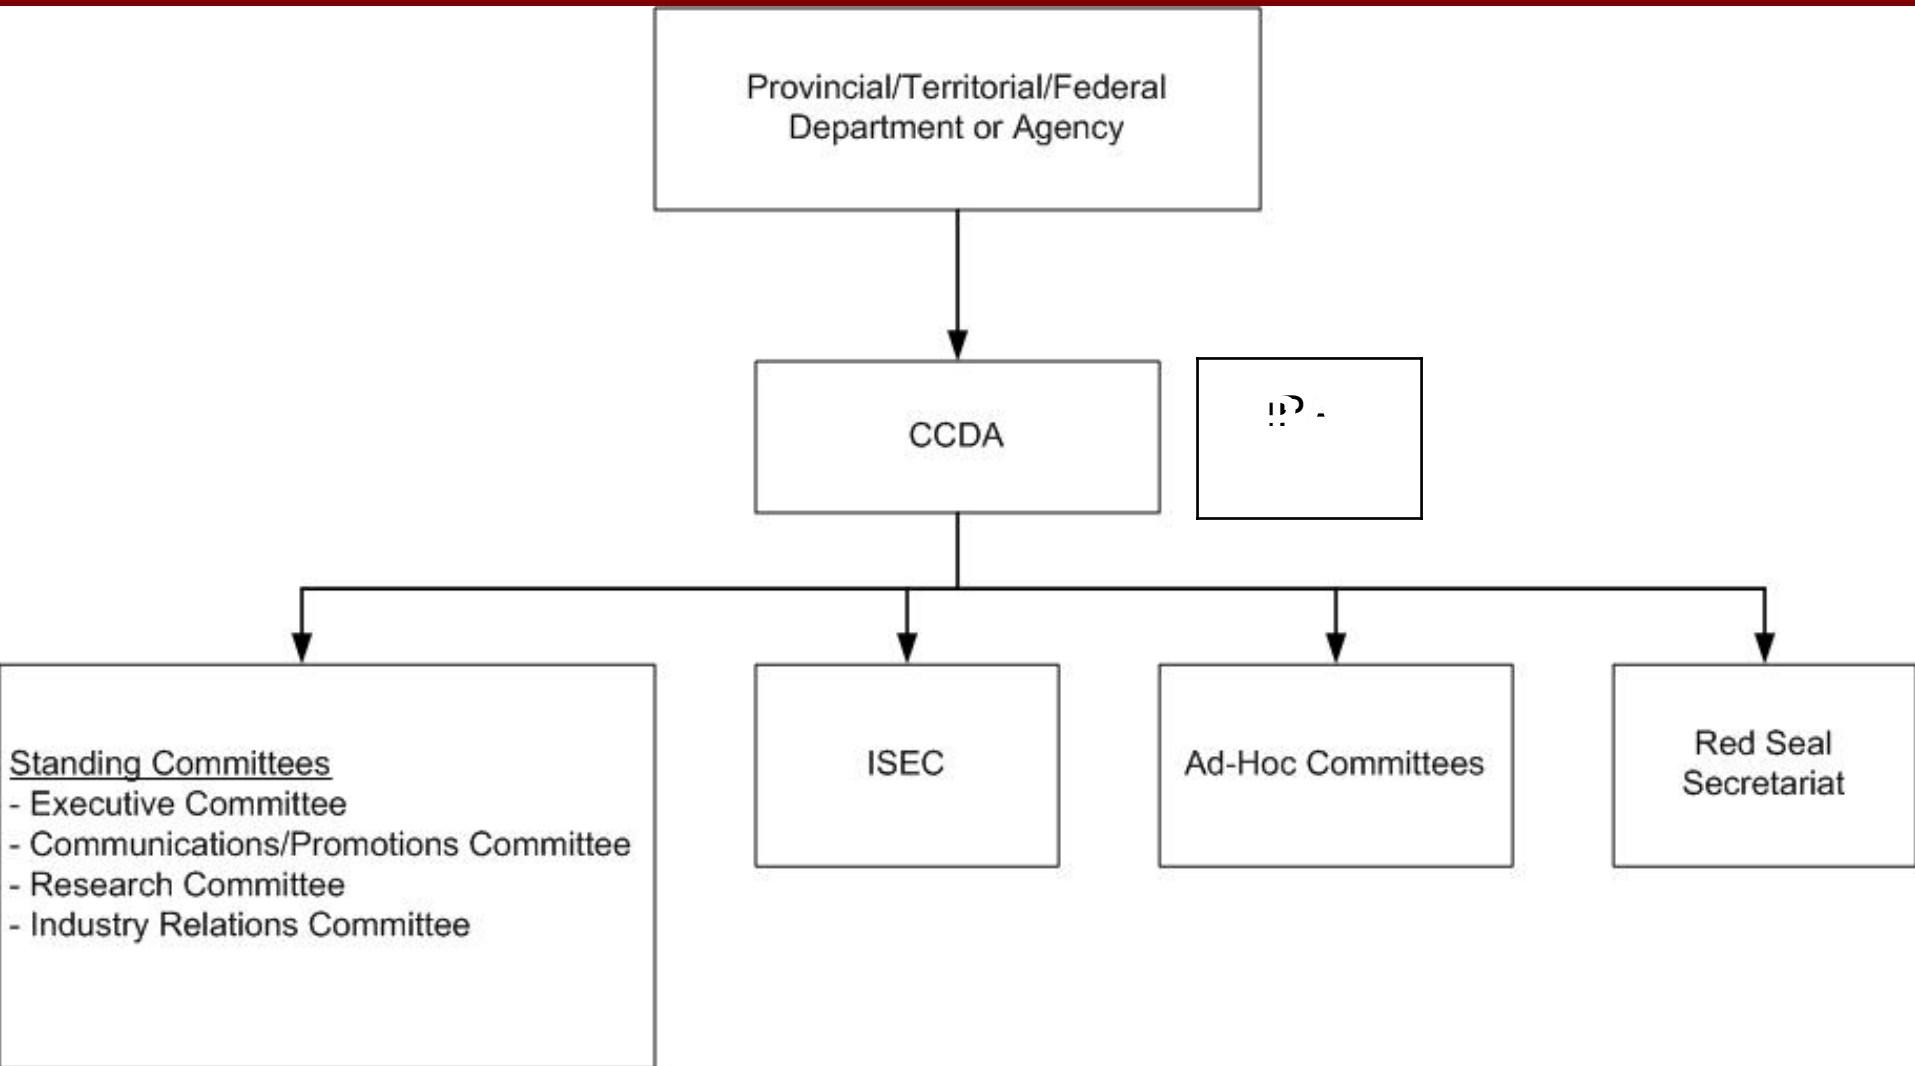 Provincial/Territorial/Federal
Department or Agency
CCDA
Standing Committees
- Executive Committee
- Communications/Promotions Committee
- Research Committee
- Industry Relations Committee
ISEC
Ad-Hoc Committees
Red Seal
Secretariat